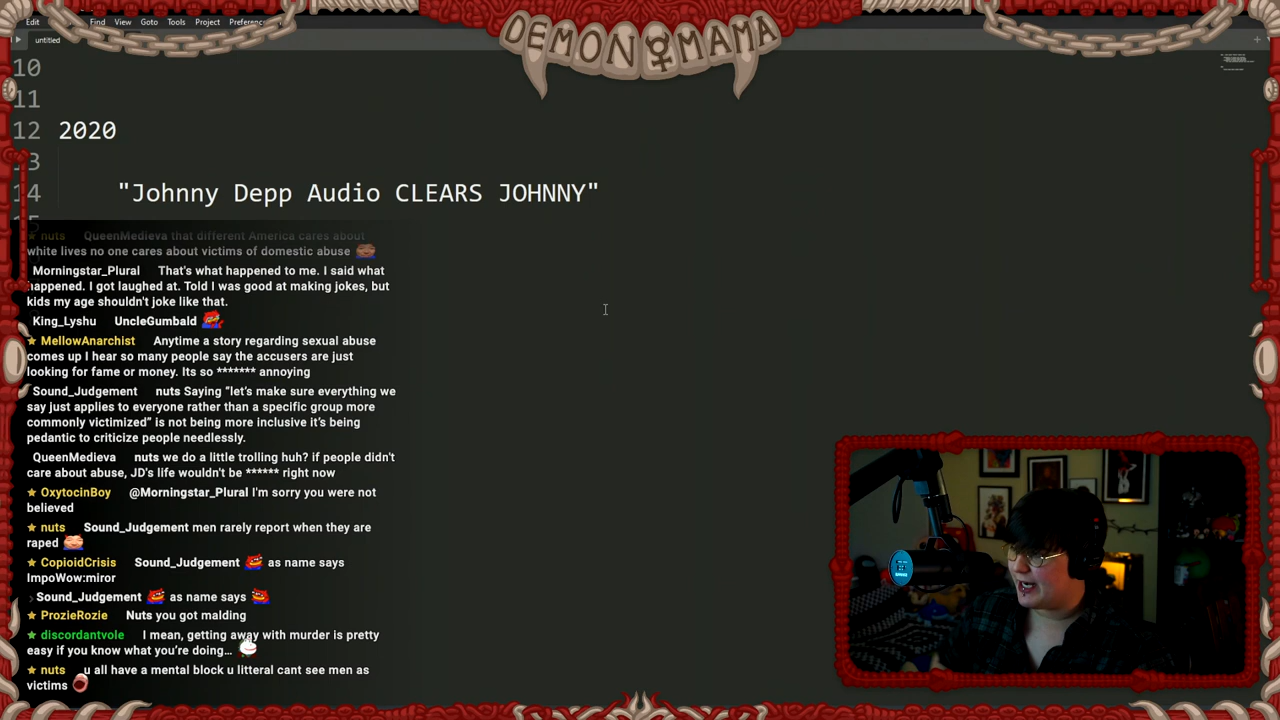 DEMON MAMA
Edit
Find View Goto Tools Project Preferen
untitled
10
11
12 2020
13
14 "Johnny Depp Audio CLEARS JOHNNY"
15
nuts QueenMedieva that different America cares about
white lives no one cares about victims of domestic abuse
Morningstar_Plural That's what happened to me. I said what
happened. I got laughed at. Told I was good at making jokes, but
kids my age shouldn't joke like that.
King_Lyshu UncleGumbald
MellowAnarchist Anytime a story regarding sexual abuse
comes up I hear so many people say the accusers are just
looking for fame or money. Its so ******* annoying
Sound_Judgement nuts Saying “let’s make sure everything we
say just applies to everyone rather than a specific group more
commonly victimized” is not being more inclusive it’s being
pedantic to criticize people needlessly.
QueenMedieva nuts we do a little trolling huh? if people didn't
care about abuse, JD's life wouldn't be ****** right now
OxytocinBoy @Morningstar_Plural I'm sorry you were not
believed
nuts Sound_Judgement men rarely report when they are
raped
CopioidCrisis Sound_Judgement as name says
ImpoWow:miror
Sound_Judgement as name says
ProzieRozie Nuts you got malding
discordantvole I mean, getting away with murder is pretty
easy if you know what you’re doing…
nuts u all have a mental block u litteral cant see men as
victims